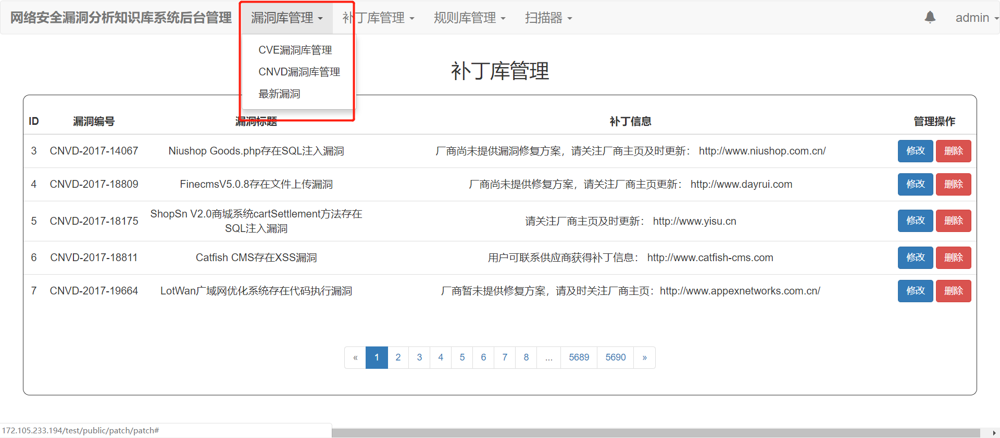 网络安全漏洞分析知识库系统后台管理 漏洞库管理 补丁库管理 规则库管理 扫描器 admin
CVE漏洞库管理
CNVD漏洞库管理
最新漏洞
补丁库管理
ID 漏洞编号 漏洞标题 补丁信息 管理操作
3 CNVD-2017-14067 Niushop Goods.php存在SQL注入漏洞 厂商尚未提供漏洞修复方案，请关注厂商主页及时更新： http://www.niushop.com.cn/ 修改 删除
4 CNVD-2017-18809 FinecmsV5.0.8存在文件上传漏洞 厂商尚未提供修复方案，请关注厂商主页更新： http://www.dayrui.com 修改 删除
5 CNVD-2017-18175 ShopSn V2.0商城系统cartSettlement方法存在
SQL注入漏洞 请关注厂商主页及时更新： http://www.yisu.cn 修改 删除
6 CNVD-2017-18811 Catfish CMS存在XSS漏洞 用户可联系供应商获得补丁信息： http://www.catfish-cms.com 修改 删除
7 CNVD-2017-19664 LotWan广域网优化系统存在代码执行漏洞 厂商暂未提供修复方案，请及时关注厂商主页：http://www.appexnetworks.com.cn/ 修改 删除
« 1 2 3 4 5 6 7 8 ... 5689 5690 »
172.105.233.194/test/public/patch/patch#